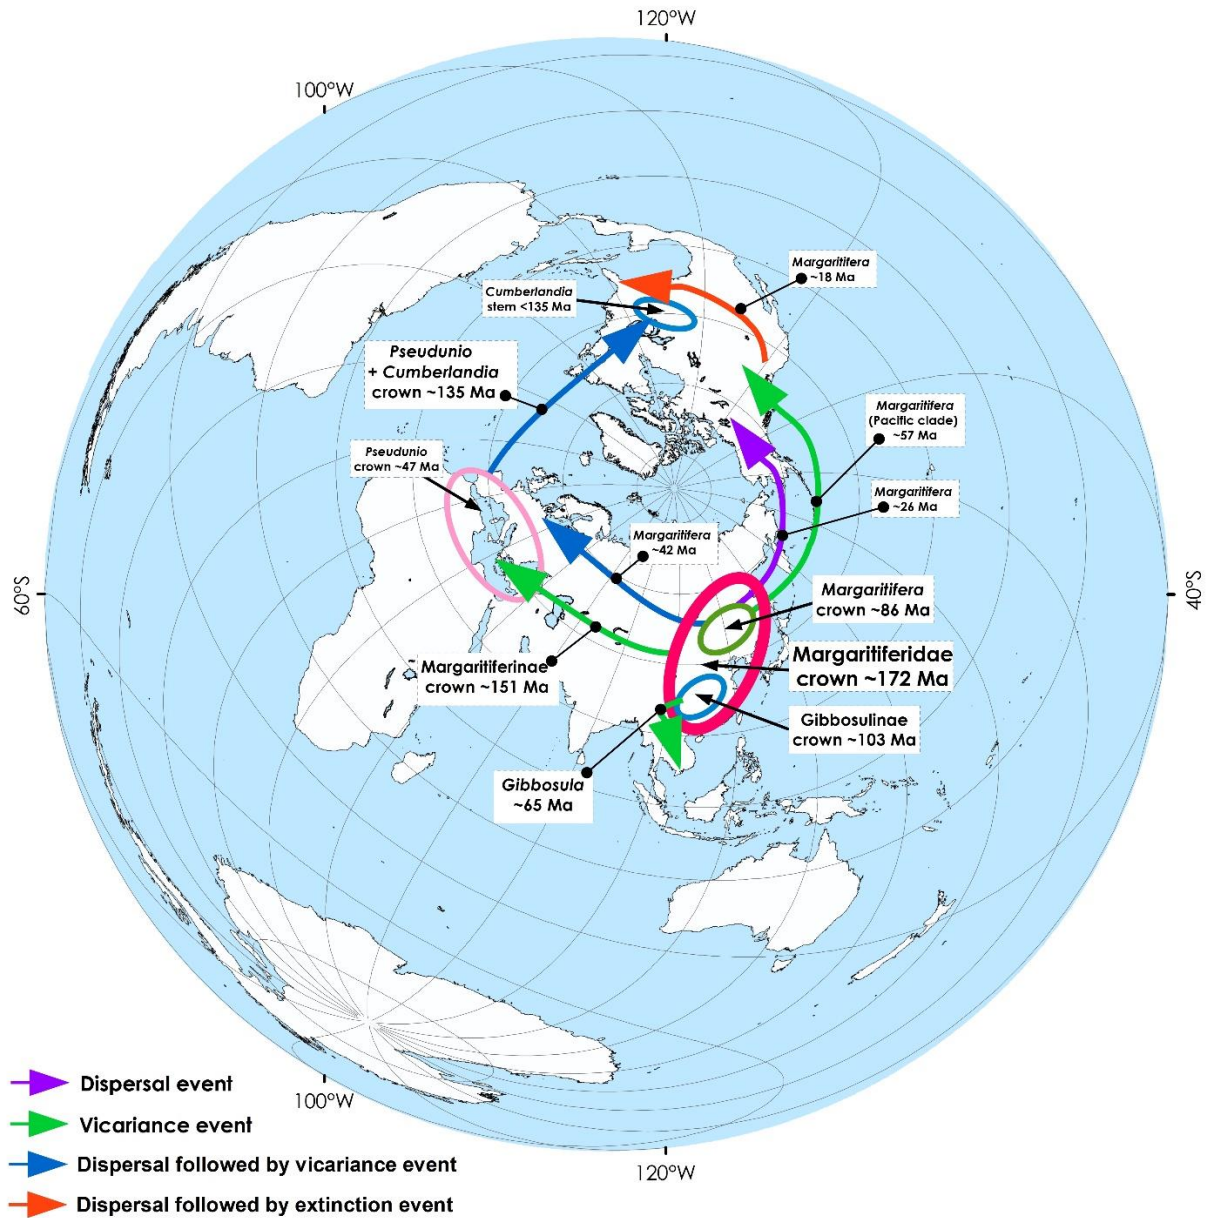 120°W
100°W
Margaritifera
~18 Ma
Cumberlandia
stem <135 Ma
Pseudunio
+ Cumberlandia
crown ~135 Ma
Margaritifera
(Pacific clade)
~57 Ma
Pseudunio
crown ~47 Ma
Margaritifera
~26 Ma
Margaritifera
~42 Ma
60°S
40°S
Margaritifera
crown ~86 Ma
Margaritiferidae
crown ~172 Ma
Margaritiferinae
crown ~151 Ma
Gibbosulinae
crown ~103 Ma
Gibbosula
~65 Ma
100°W
120°W
Dispersal event
Vicariance event
Dispersal followed by vicariance event
Dispersal followed by extinction event